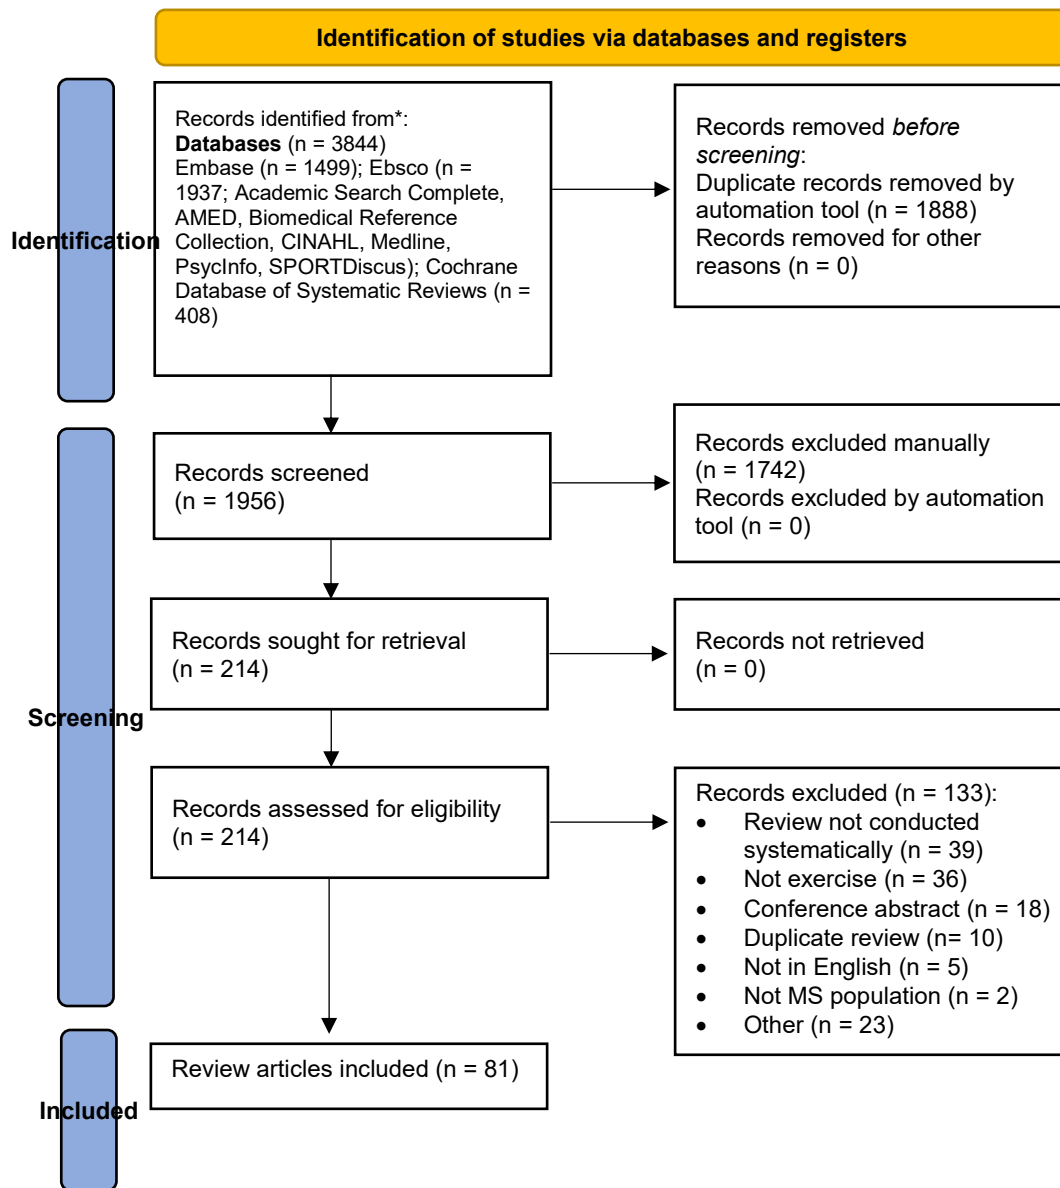 Identification of studies via databases and registers
Identification
Records identified from*:
Databases (n = 3844)
Embase (n = 1499); Ebsco (n =
1937; Academic Search Complete,
AMED, Biomedical Reference
Collection, CINAHL, Medline,
PsycInfo, SPORTDiscus); Cochrane
Database of Systematic Reviews (n =
408)
Records removed before
screening:
Duplicate records removed by
automation tool (n = 1888)
Records removed for other
reasons (n = 0)
Screening
Records screened
(n = 1956)
Records excluded manually
(n = 1742)
Records excluded by automation
tool (n = 0)
Records sought for retrieval
(n = 214)
Records not retrieved
(n = 0)
Records assessed for eligibility
(n = 214)
Records excluded (n = 133):
• Review not conducted
systematically (n = 39)
• Not exercise (n = 36)
• Conference abstract (n = 18)
• Duplicate review (n= 10)
• Not in English (n = 5)
• Not MS population (n = 2)
• Other (n = 23)
Included
Review articles included (n = 81)